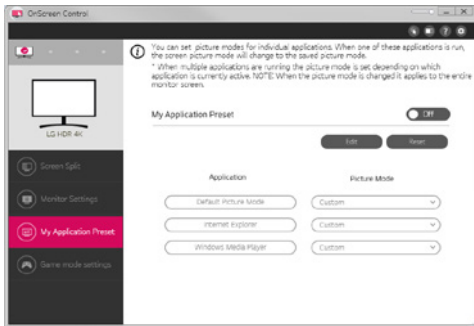 OnScreen Control
You can set picture modes for individual applications. When one of these applications is run,
the screen picture mode will change to the saved picture mode.
* When multiple applications are running the picture mode is set depending on which
application is currently active. NOTE: When the picture mode is changed it applies to the entire
monitor screen.
LG HDR 4K
My Application Preset
Off
Edit
Reset
Screen Split
Monitor Settings
My Application Preset
Game mode settings
Application
Picture Mode
Default Picture Mode
Custom
Internet Explorer
Custom
Windows Media Player
Custom